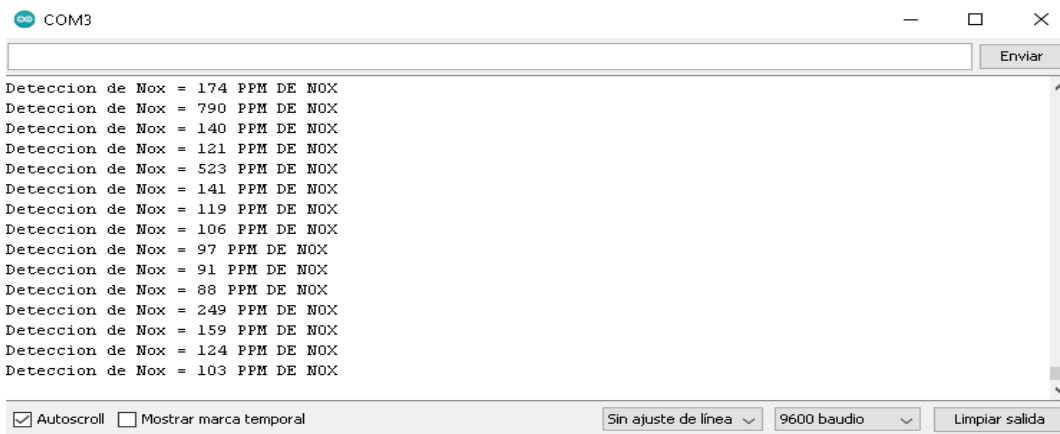 COM3
Enviar
Deteccion de Nox = 174 PPM DE NOX
Deteccion de Nox = 790 PPM DE NOX
Deteccion de Nox = 140 PPM DE NOX
Deteccion de Nox = 121 PPM DE NOX
Deteccion de Nox = 523 PPM DE NOX
Deteccion de Nox = 141 PPM DE NOX
Deteccion de Nox = 119 PPM DE NOX
Deteccion de Nox = 106 PPM DE NOX
Deteccion de Nox = 97 PPM DE NOX
Deteccion de Nox = 91 PPM DE NOX
Deteccion de Nox = 88 PPM DE NOX
Deteccion de Nox = 249 PPM DE NOX
Deteccion de Nox = 159 PPM DE NOX
Deteccion de Nox = 124 PPM DE NOX
Deteccion de Nox = 103 PPM DE NOX
Autoscroll Mostrar marca temporal Sin ajuste de línea 9600 baudio Limpiar salida